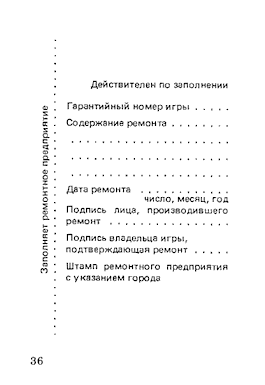 Заполняет ремонтное предприятие
Действителен по заполнении
Гарантийный номер игры . . . . .
Содержание ремонта . . . . . . .
. . . . . . . . . . . . . . . . . . . .
. . . . . . . . . . . . . . . . . . . .
. . . . . . . . . . . . . . . . . . . .
Дата ремонта . . . . . . . . . . .
число, месяц, год
Подпись лица, производившего
ремонт . . . . . . . . . . . . . . .
Подпись владельца игры,
подтверждающая ремонт . . . . .
Штамп ремонтного предприятия
с указанием города
36